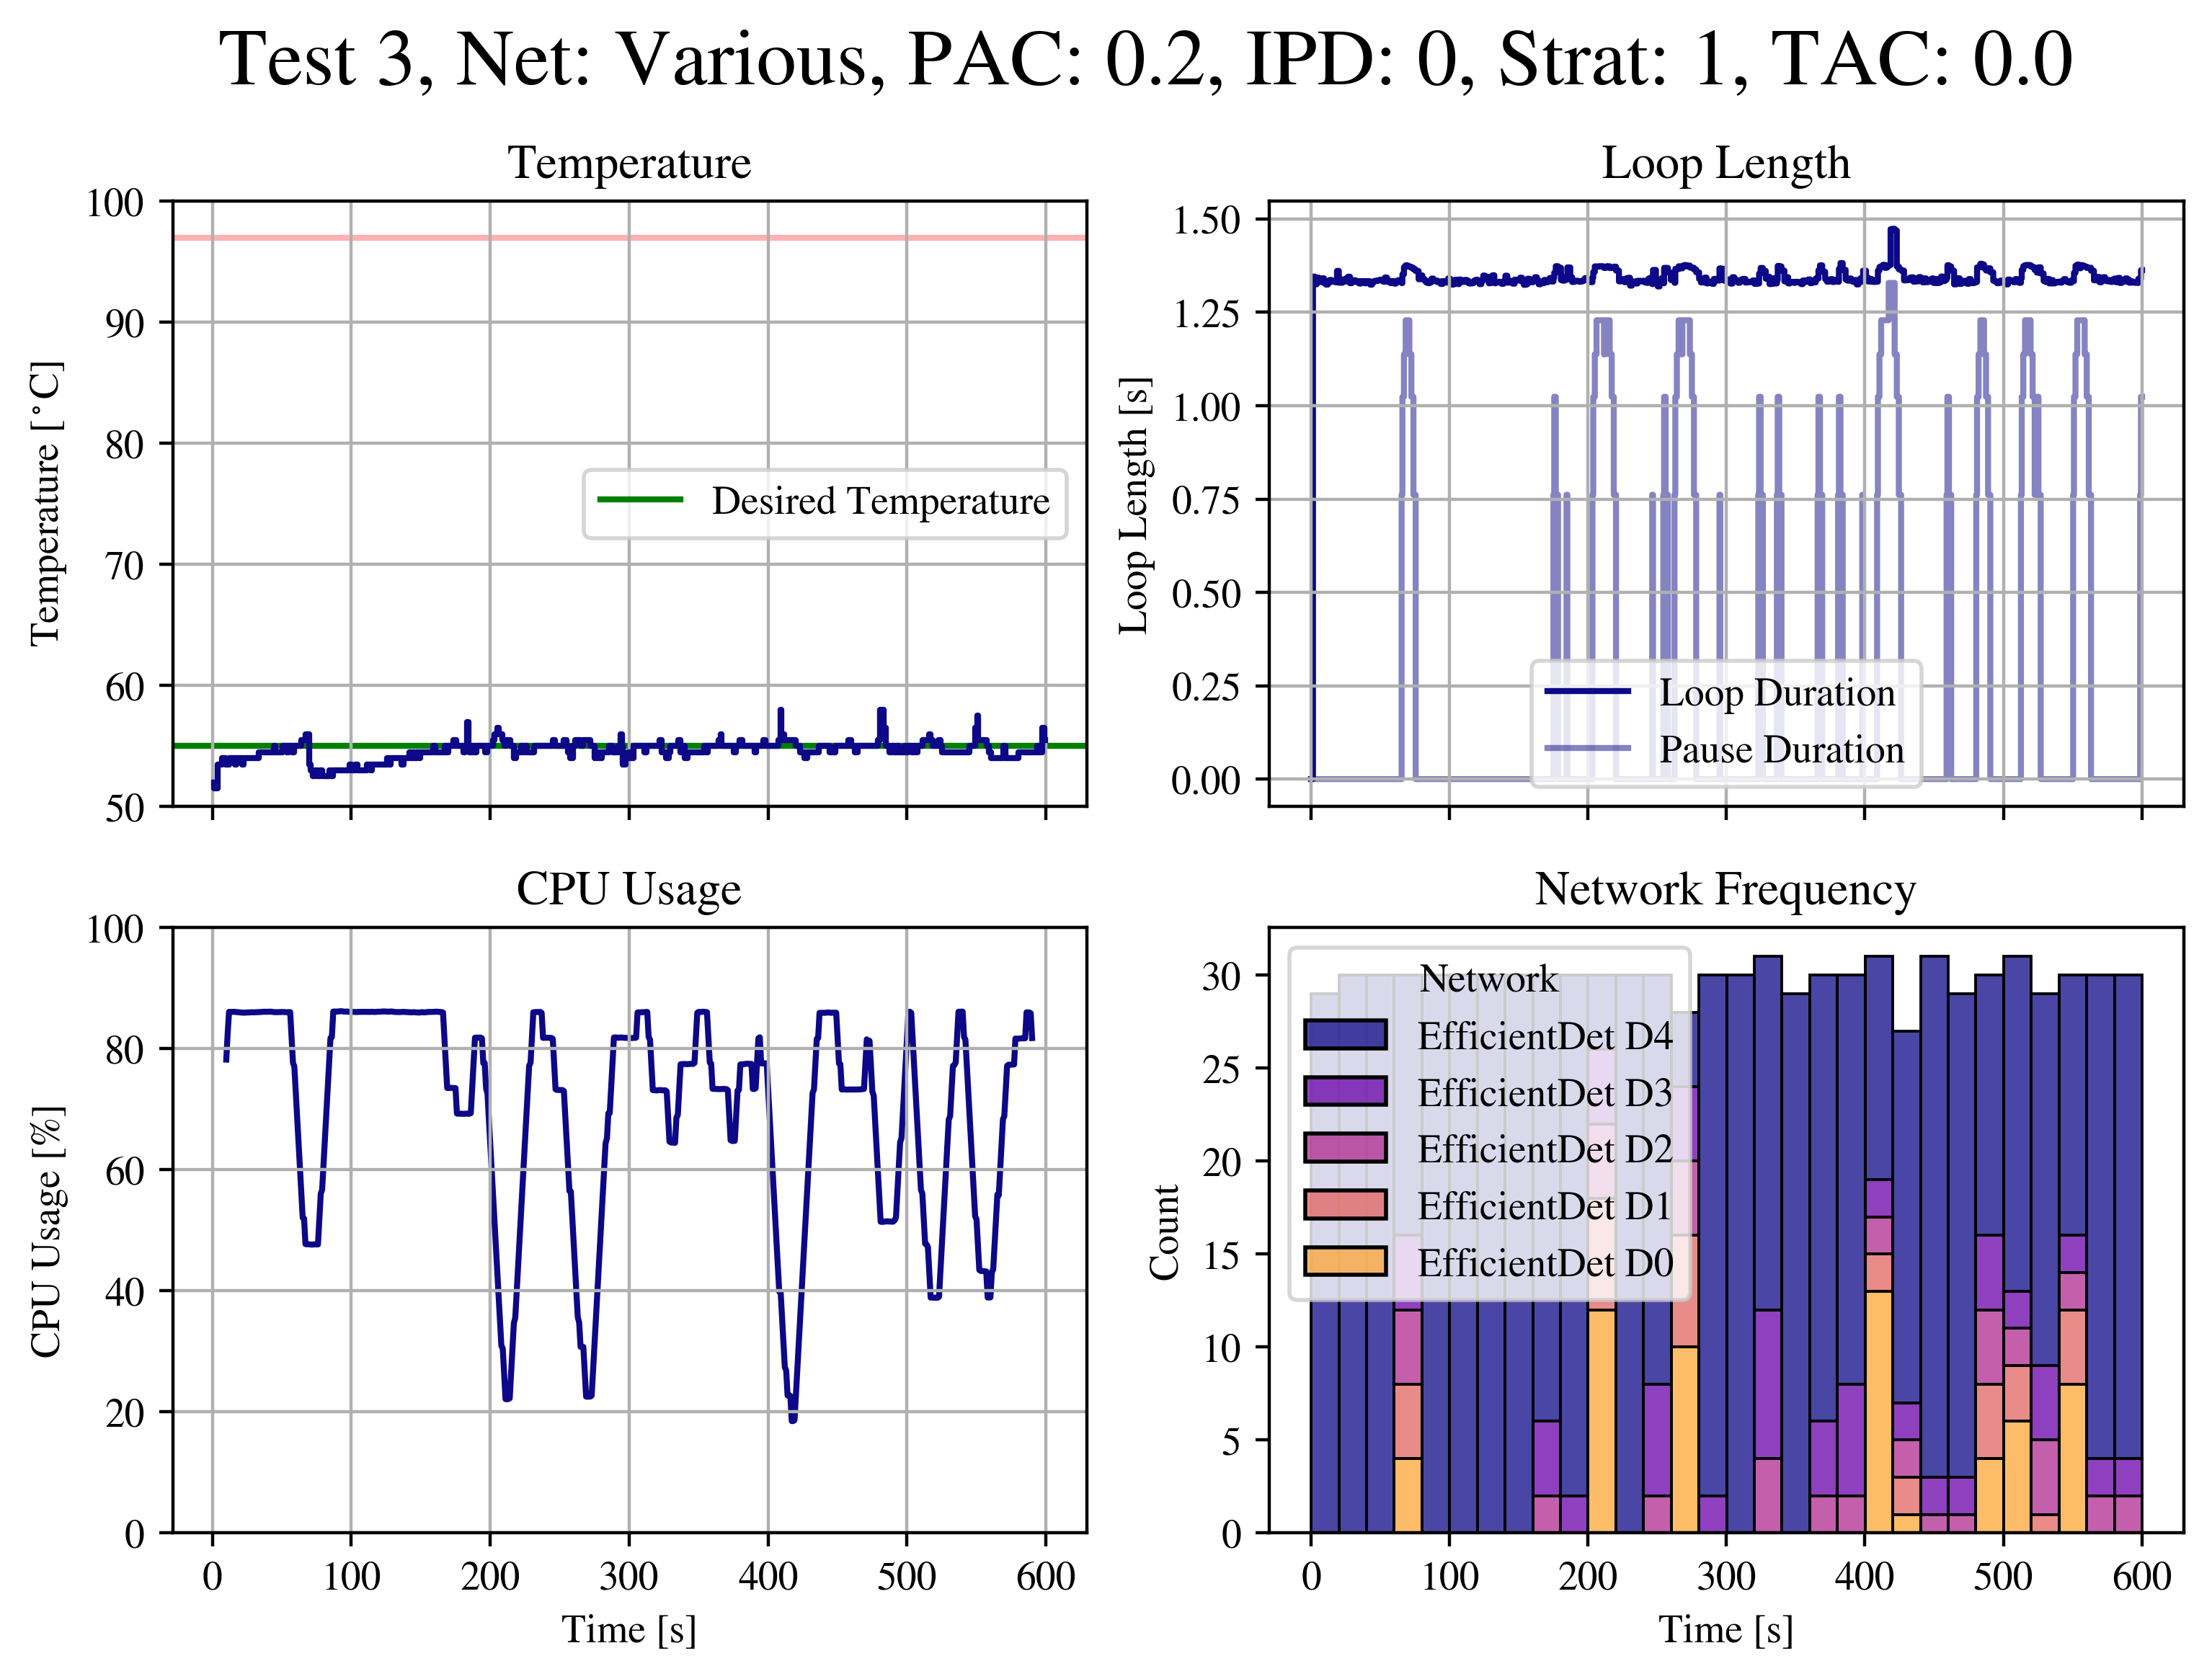 Test 3, Net: Various, PAC: 0.2, IPD: 0, Strat: 1, TAC: 0.0
Temperature
100
90
80
70
60
50
Temperature [°C]
Desired Temperature
Loop Length
1.50
1.25
1.00
0.75
0.50
0.25
0.00
Loop Length [s]
Loop Duration
Pause Duration
CPU Usage
100
80
60
40
20
0
CPU Usage [%]
0 100 200 300 400 500 600
Time [s]
Network Frequency
30
25
20
15
10
5
0
Count
Network
EfficientDet D4
EfficientDet D3
EfficientDet D2
EfficientDet D1
EfficientDet D0
0 100 200 300 400 500 600
Time [s]